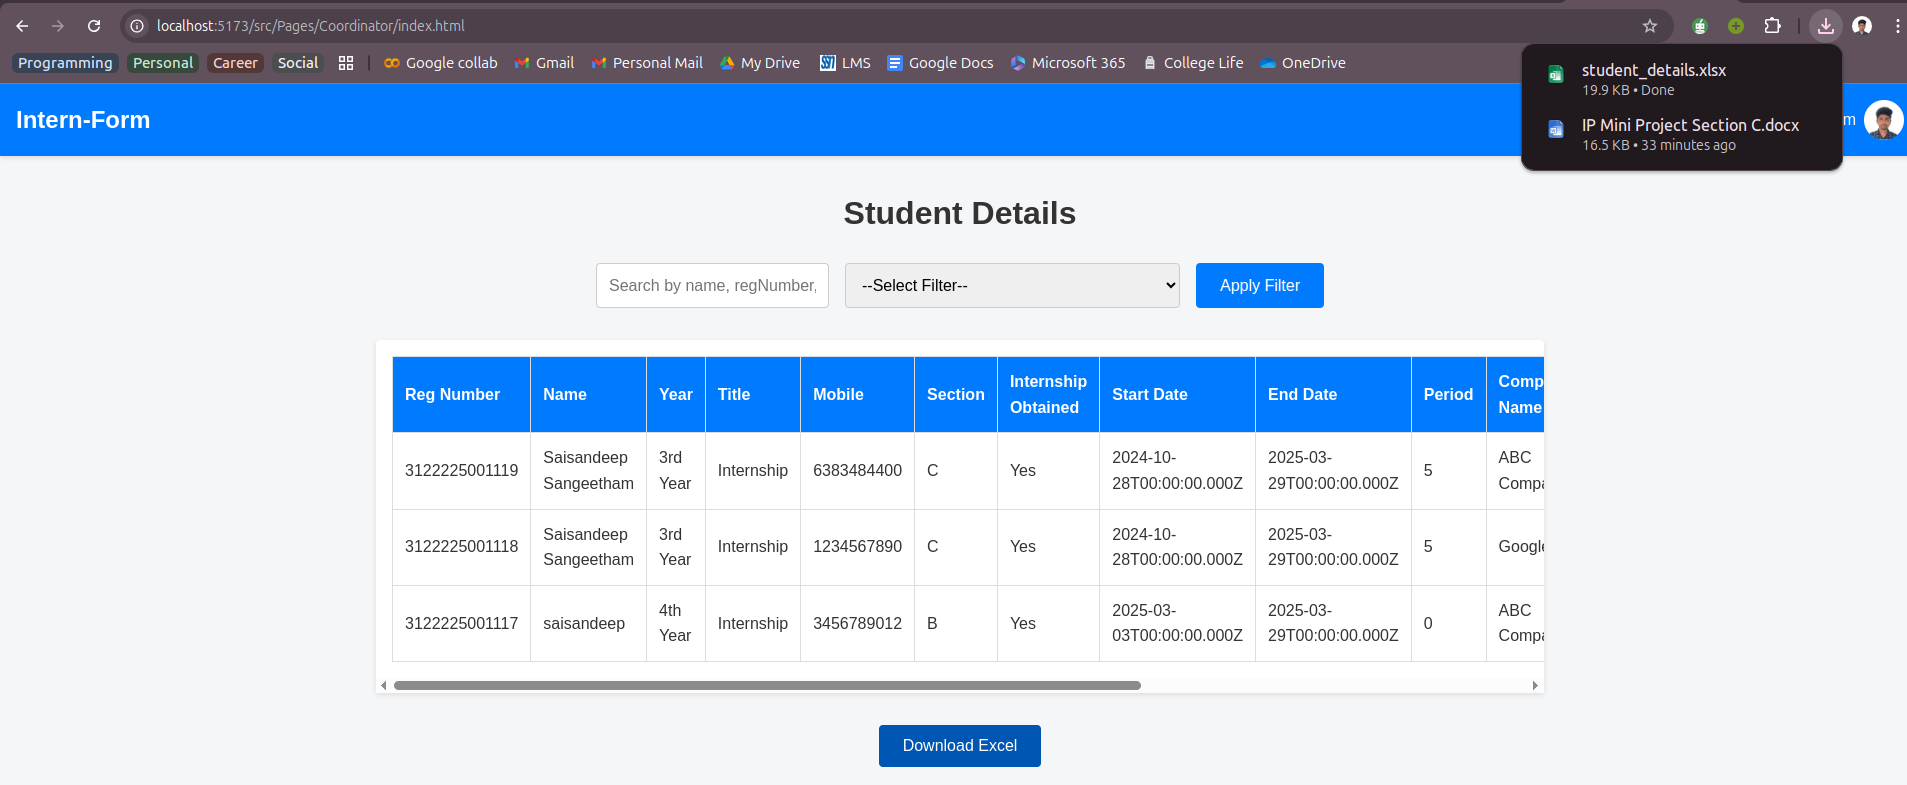 localhost:5173/src/Pages/Coordinator/index.html
Programming Personal Career Social Google collab Gmail Personal Mail My Drive LMS Google Docs Microsoft 365 College Life OneDrive
student_details.xlsx
19.9 KB • Done
IP Mini Project Section C.docx
16.5 KB • 33 minutes ago
Intern-Form
m
Student Details
Search by name, regNumber, --Select Filter-- Apply Filter
Reg Number Name Year Title Mobile Section Internship Obtained Start Date End Date Period Comp Name
3122225001119 Saisandeep Sangeetham 3rd Year Internship 6383484400 C Yes 2024-10-28T00:00:00.000Z 2025-03-29T00:00:00.000Z 5 ABC Compa
3122225001118 Saisandeep Sangeetham 3rd Year Internship 1234567890 C Yes 2024-10-28T00:00:00.000Z 2025-03-29T00:00:00.000Z 5 Google
3122225001117 saisandeep 4th Year Internship 3456789012 B Yes 2025-03-03T00:00:00.000Z 2025-03-29T00:00:00.000Z 0 ABC Compa
Download Excel